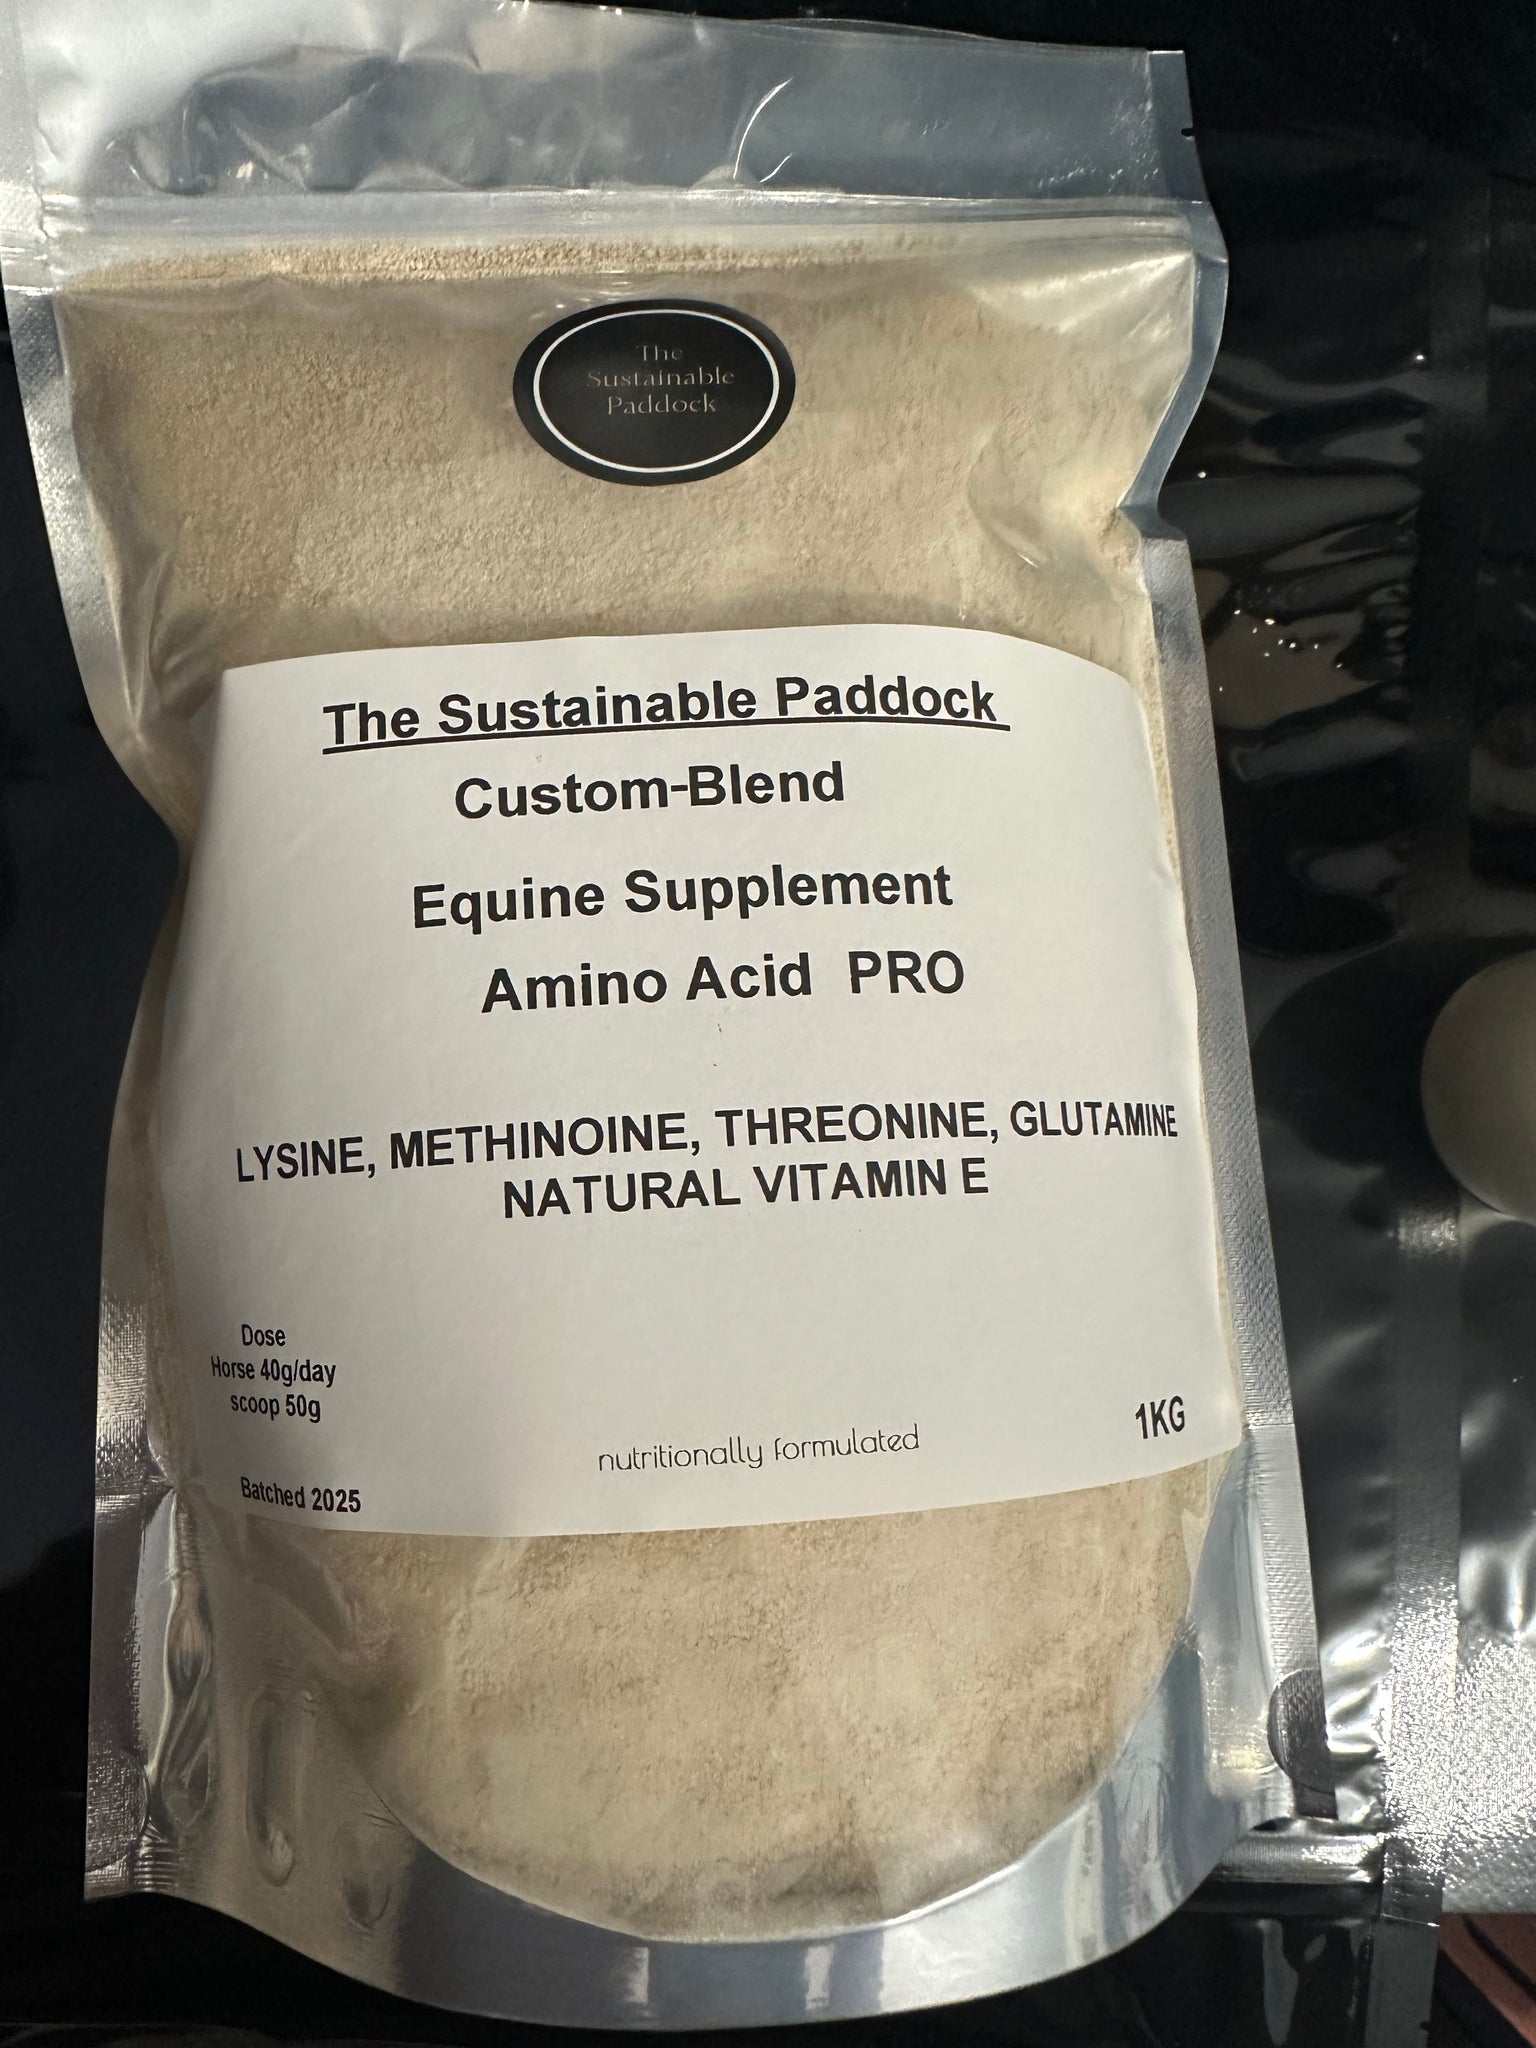 The
Sustainable
Paddock
The Sustainable Paddock
Custom-Blend
Equine Supplement
Amino Acid PRO
LYSINE, METHINOINE, THREONINE, GLUTAMINE
NATURAL VITAMIN E
Dose
Horse 40g/day
scoop 50g
1KG
nutritionally formulated
Batched 2025